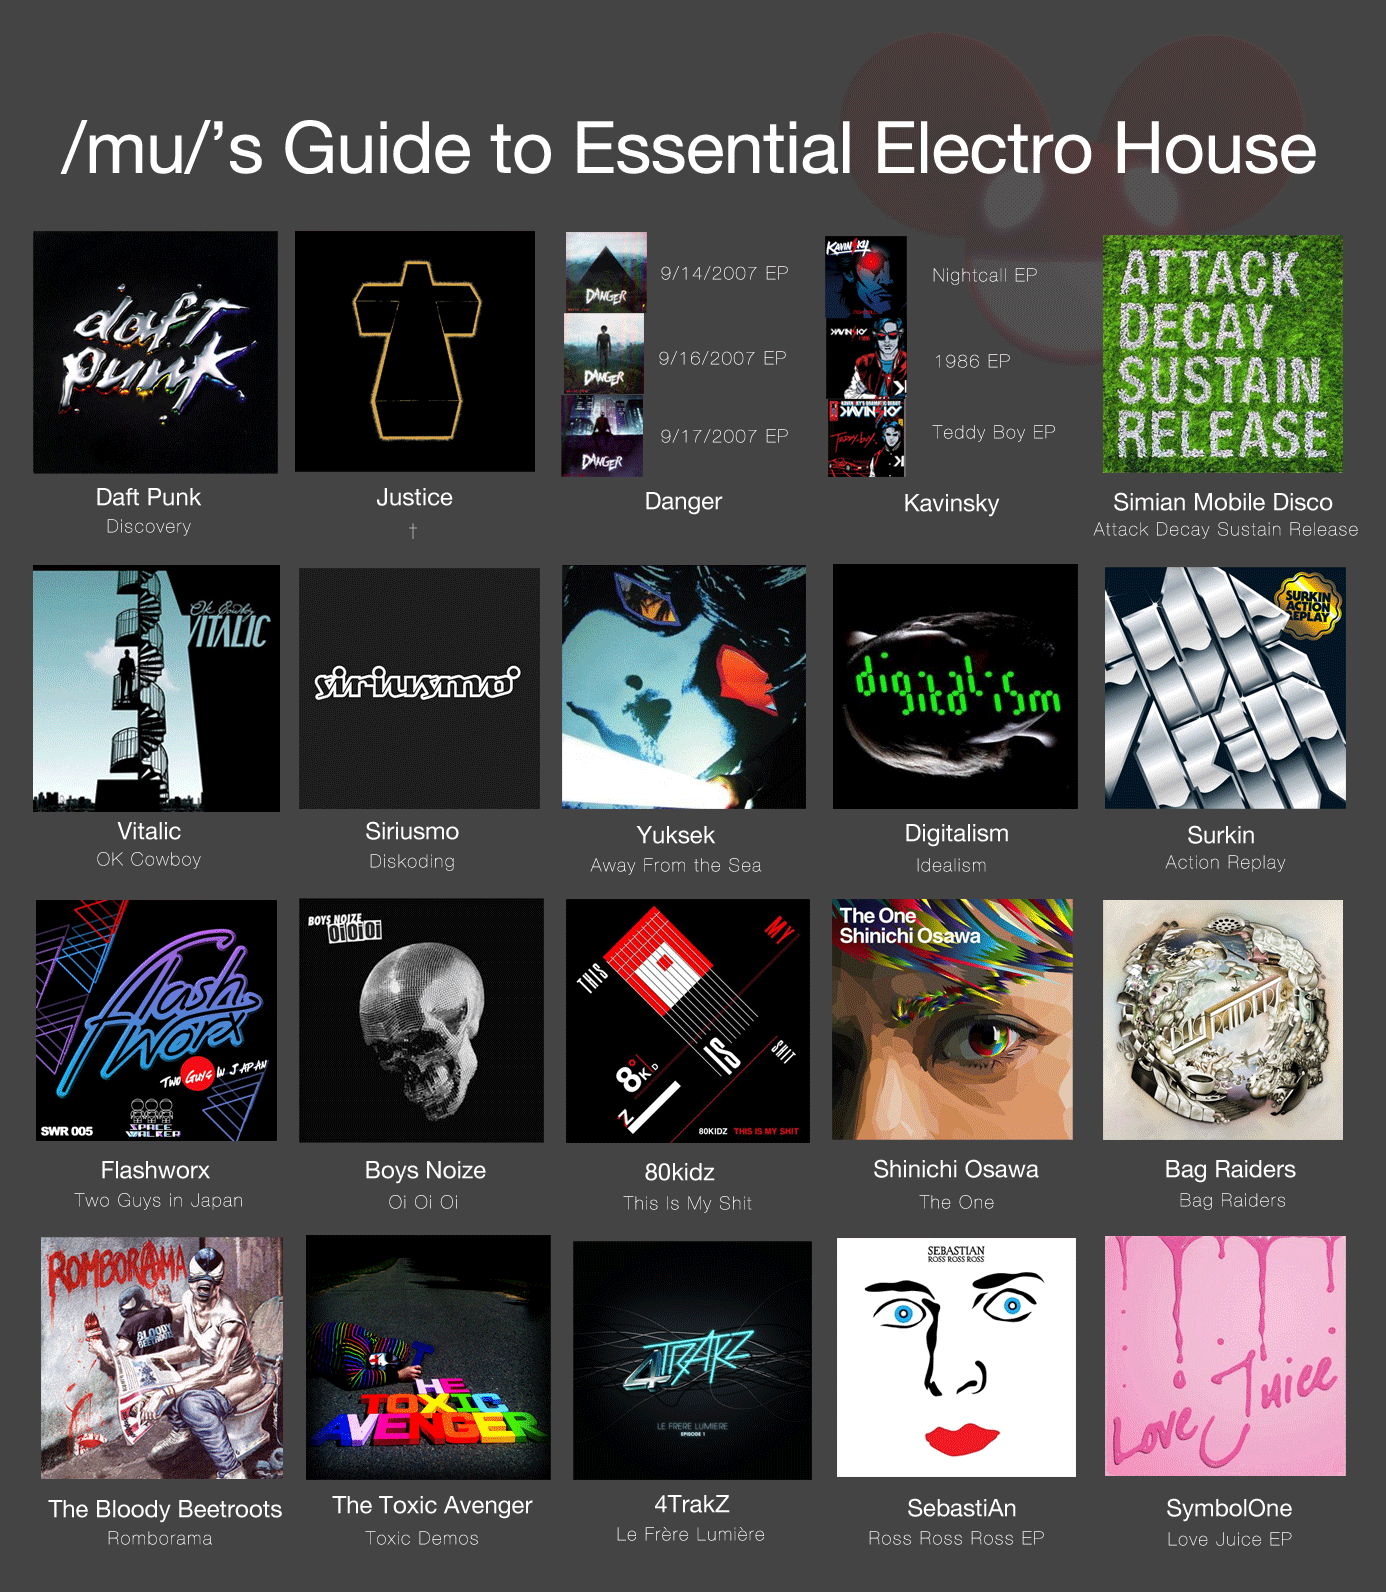 /mu/'s Guide to Essential Electro House
daft punk
DANGER
9/14/2007 EP
DANGER
9/16/2007 EP
DANGER
9/17/2007 EP
KAVINSKY
Nightcall EP
KAVINSKY
1986 EP
KAVINSKY
Teddy boy.
Teddy Boy EP
ATTACK
DECAY
SUSTAIN
RELEASE
Daft Punk
Discovery
Justice
†
Danger
Kavinsky
Simian Mobile Disco
Attack Decay Sustain Release
Ok Cowboy
VITALIC
siriusmo
digitalism
SURKIN
ACTION
REPLAY
Vitalic
OK Cowboy
Siriusmo
Diskoding
Yuksek
Away From the Sea
Digitalism
Idealism
Surkin
Action Replay
Flash
worx
TWO GUYS IN JAPAN
SWR 005
SPACE
WALKER
BOYS NOIZE
OiOiOi
THIS
IS
MY
SHIT
80KIDZ
80KIDZ THIS IS MY SHIT
The One
Shinichi Osawa
BAG RAIDERS
Flashworx
Two Guys in Japan
Boys Noize
Oi Oi Oi
80kidz
This Is My Shit
Shinichi Osawa
The One
Bag Raiders
Bag Raiders
ROMBORAMA
BLOODY
BEETROOTS
THE
TOXIC
AVENGER
4TRAKZ
LE FRERE LUMIERE
EPISODE 1
SEBASTIAN
ROSS ROSS ROSS
Love Juice
The Bloody Beetroots
Romborama
The Toxic Avenger
Toxic Demos
4TrakZ
Le Frère Lumière
SebastiAn
Ross Ross Ross EP
SymbolOne
Love Juice EP